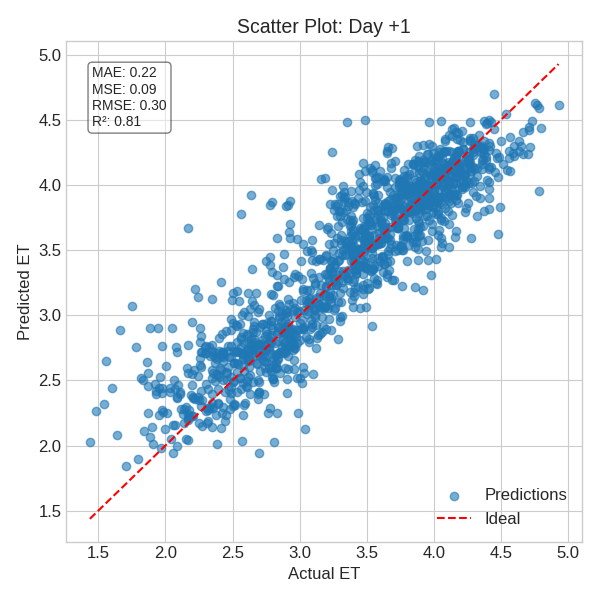 Scatter Plot: Day +1
MAE: 0.22
MSE: 0.09
RMSE: 0.30
R²: 0.81
5.0
4.5
4.0
3.5
3.0
2.5
2.0
1.5
Predicted ET
Predictions
Ideal
1.5 2.0 2.5 3.0 3.5 4.0 4.5 5.0
Actual ET